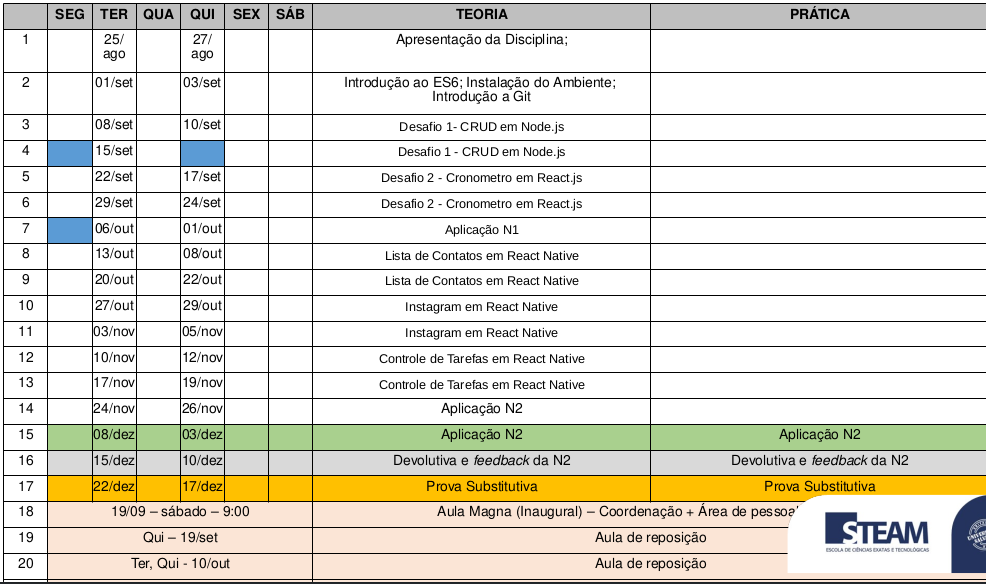 SEG TER QUA QUI SEX SÁB TEORIA PRÁTICA
1 25/ago 27/ago Apresentação da Disciplina;
2 01/set 03/set Introdução ao ES6; Instalação do Ambiente;
Introdução a Git
3 08/set 10/set Desafio 1- CRUD em Node.js
4 15/set Desafio 1 - CRUD em Node.js
5 22/set 17/set Desafio 2 - Cronometro em React.js
6 29/set 24/set Desafio 2 - Cronometro em React.js
7 06/out 01/out Aplicação N1
8 13/out 08/out Lista de Contatos em React Native
9 20/out 22/out Lista de Contatos em React Native
10 27/out 29/out Instagram em React Native
11 03/nov 05/nov Instagram em React Native
12 10/nov 12/nov Controle de Tarefas em React Native
13 17/nov 19/nov Controle de Tarefas em React Native
14 24/nov 26/nov Aplicação N2
15 08/dez 03/dez Aplicação N2 Aplicação N2
16 15/dez 10/dez Devolutiva e feedback da N2 Devolutiva e feedback da N2
17 22/dez 17/dez Prova Substitutiva Prova Substitutiva
18 19/09 – sábado – 9:00 Aula Magna (Inaugural) – Coordenação + Área de pessoa
19 Qui – 19/set Aula de reposição
20 Ter, Qui - 10/out Aula de reposição
STEAM
ESCOLA DE CIÊNCIAS EXATAS E TECNOLÓGICAS